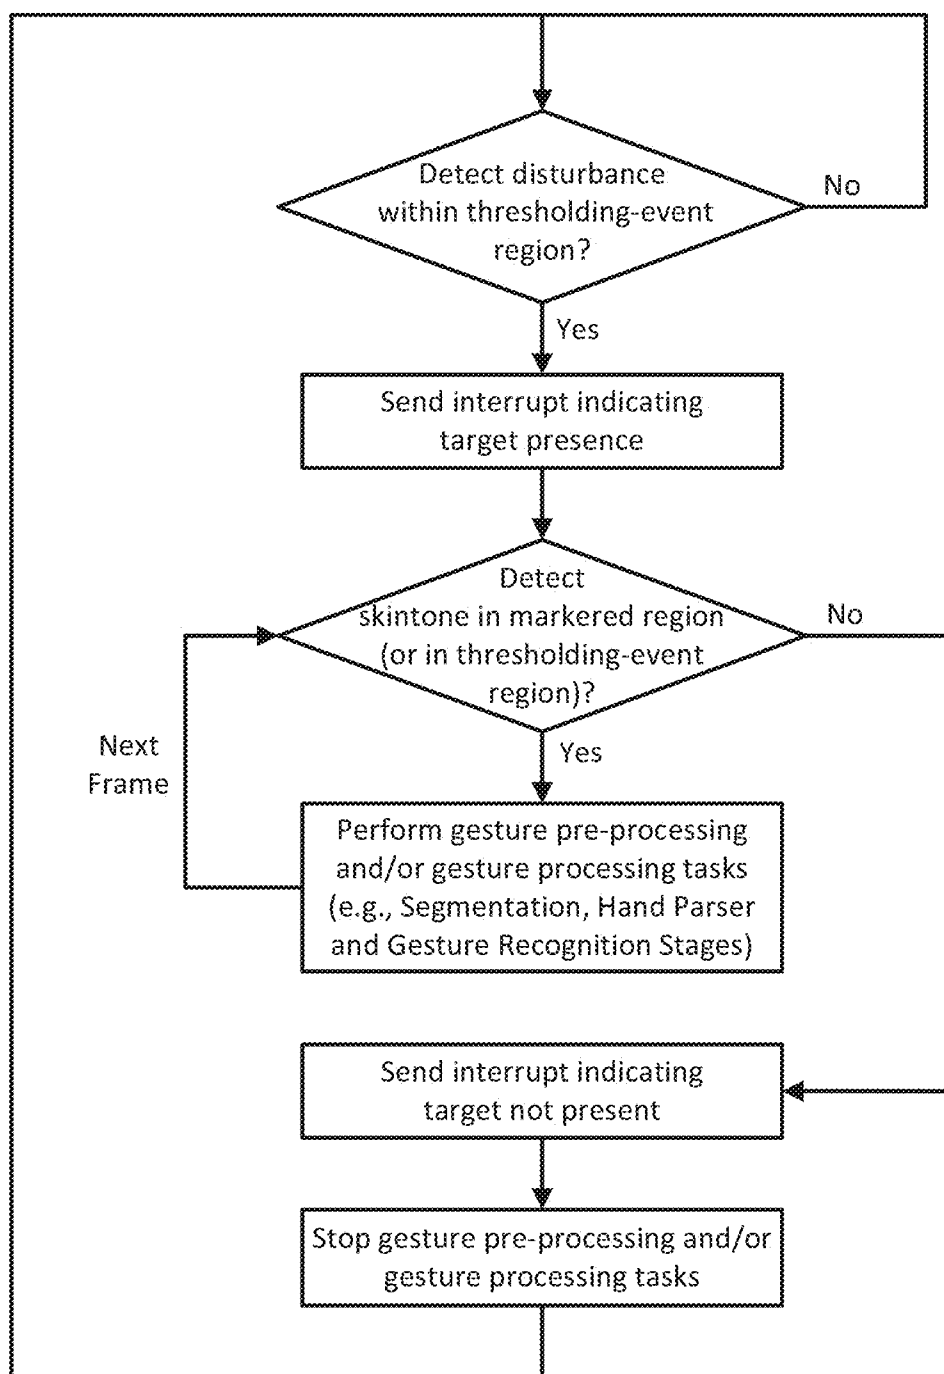 Detect disturbance
within thresholding-event
region?
No
Yes
Send interrupt indicating
target presence
Detect
skintone in markered region
(or in thresholding-event
region)?
No
Yes
Next
Frame
Perform gesture pre-processing
and/or gesture processing tasks
(e.g., Segmentation, Hand Parser
and Gesture Recognition Stages)
Send interrupt indicating
target not present
Stop gesture pre-processing and/or
gesture processing tasks